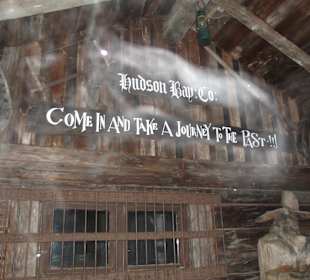 Hudson Bay: Co:
Come In and Take A Journey To The Past -!!!